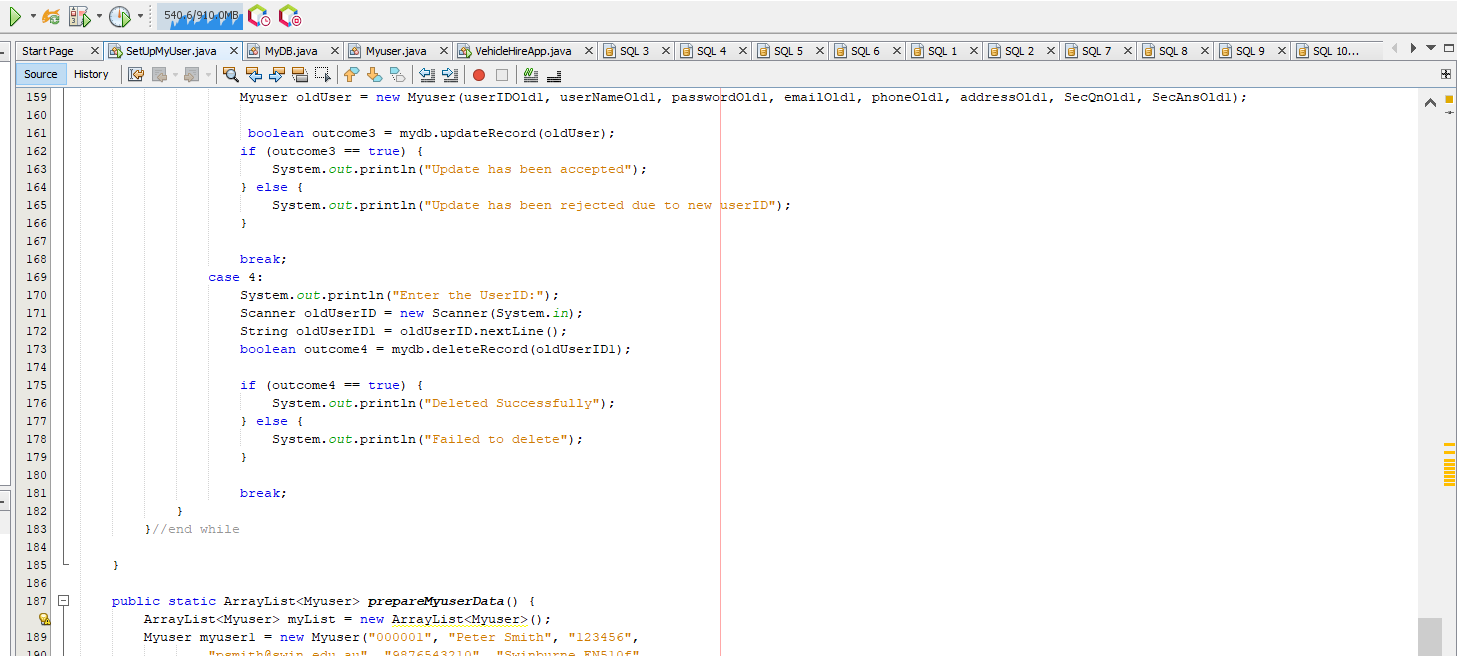 540.6/910.0MB
Start Page SetUpMyUser.java MyDB.java Myuser.java VehicleHireApp.java SQL 3 SQL 4 SQL 5 SQL 6 SQL 1 SQL 2 SQL 7 SQL 8 SQL 9 SQL 10...
Source History
159 Myuser oldUser = new Myuser(userIDOld1, userNameOld1, passwordOld1, emailOld1, phoneOld1, addressOld1, SecQnOld1, SecAnsOld1);
160
161 boolean outcome3 = mydb.updateRecord(oldUser);
162 if (outcome3 == true) {
163 System.out.println("Update has been accepted");
164 } else {
165 System.out.println("Update has been rejected due to new userID");
166 }
167
168 break;
169 case 4:
170 System.out.println("Enter the UserID:");
171 Scanner oldUserID = new Scanner(System.in);
172 String oldUserID1 = oldUserID.nextLine();
173 boolean outcome4 = mydb.deleteRecord(oldUserID1);
174
175 if (outcome4 == true) {
176 System.out.println("Deleted Successfully");
177 } else {
178 System.out.println("Failed to delete");
179 }
180
181 break;
182 }
183 }//end while
184
185 }
186
187 public static ArrayList<Myuser> prepareMyuserData() {
ArrayList<Myuser> myList = new ArrayList<Myuser>();
189 Myuser myuser1 = new Myuser("000001", "Peter Smith", "123456",
190 "psmith@swin.edu.au", "9876543210", "Swinburne EN510f",